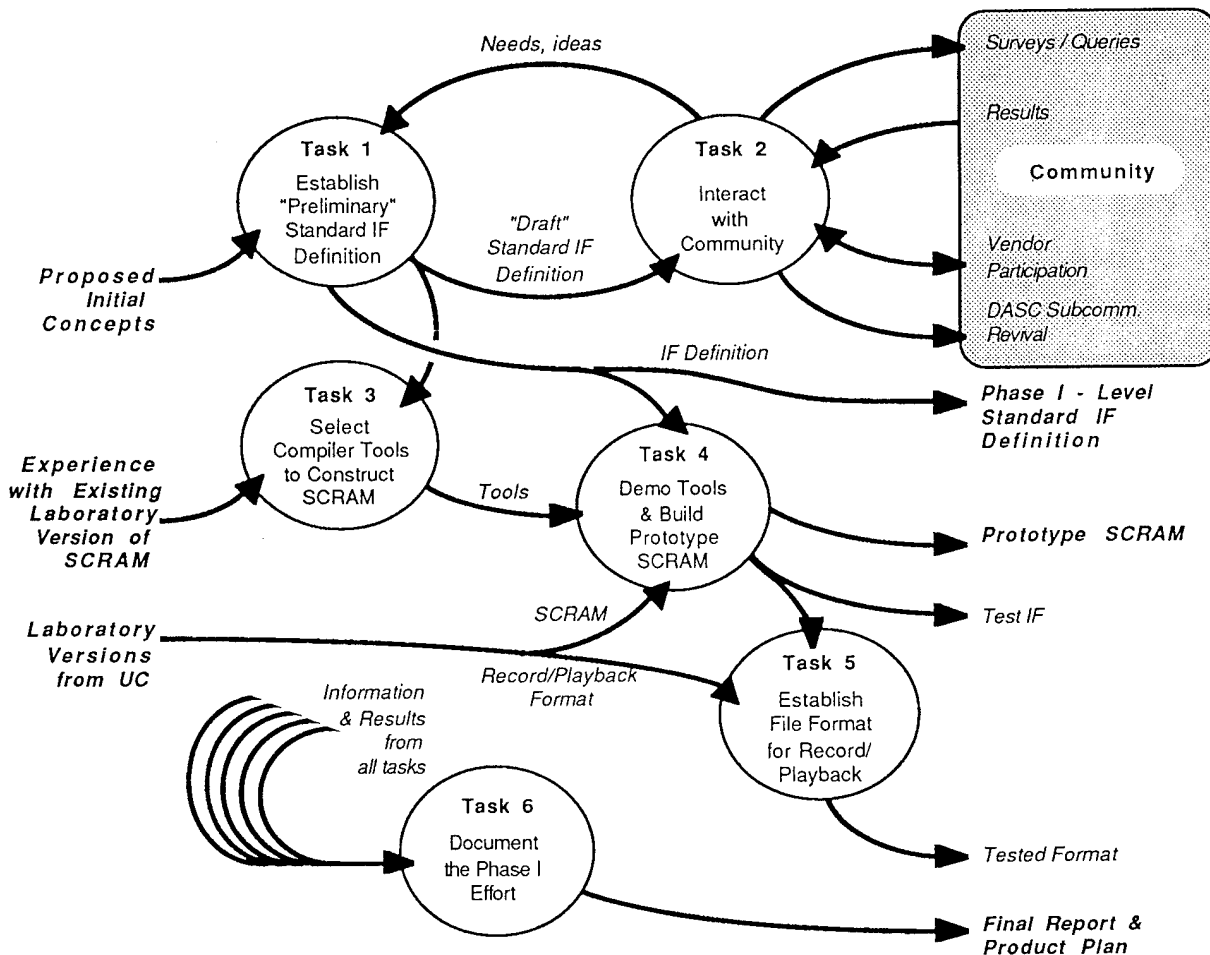 Needs, ideas
Surveys / Queries
Results
Community
Vendor
Participation
DASC Subcomm.
Revival
Task 1
Establish
"Preliminary"
Standard IF
Definition
Task 2
Interact
with
Community
"Draft"
Standard IF
Definition
Proposed
Initial
Concepts
IF Definition
Phase I - Level
Standard IF
Definition
Task 3
Select
Compiler Tools
to Construct
SCRAM
Experience
with Existing
Laboratory
Version of
SCRAM
Tools
Task 4
Demo Tools
& Build
Prototype
SCRAM
Prototype SCRAM
Test IF
Laboratory
Versions
from UC
SCRAM
Record/Playback
Format
Task 5
Establish
File Format
for Record/
Playback
Information
& Results
from
all tasks
Task 6
Document
the Phase I
Effort
Tested Format
Final Report &
Product Plan